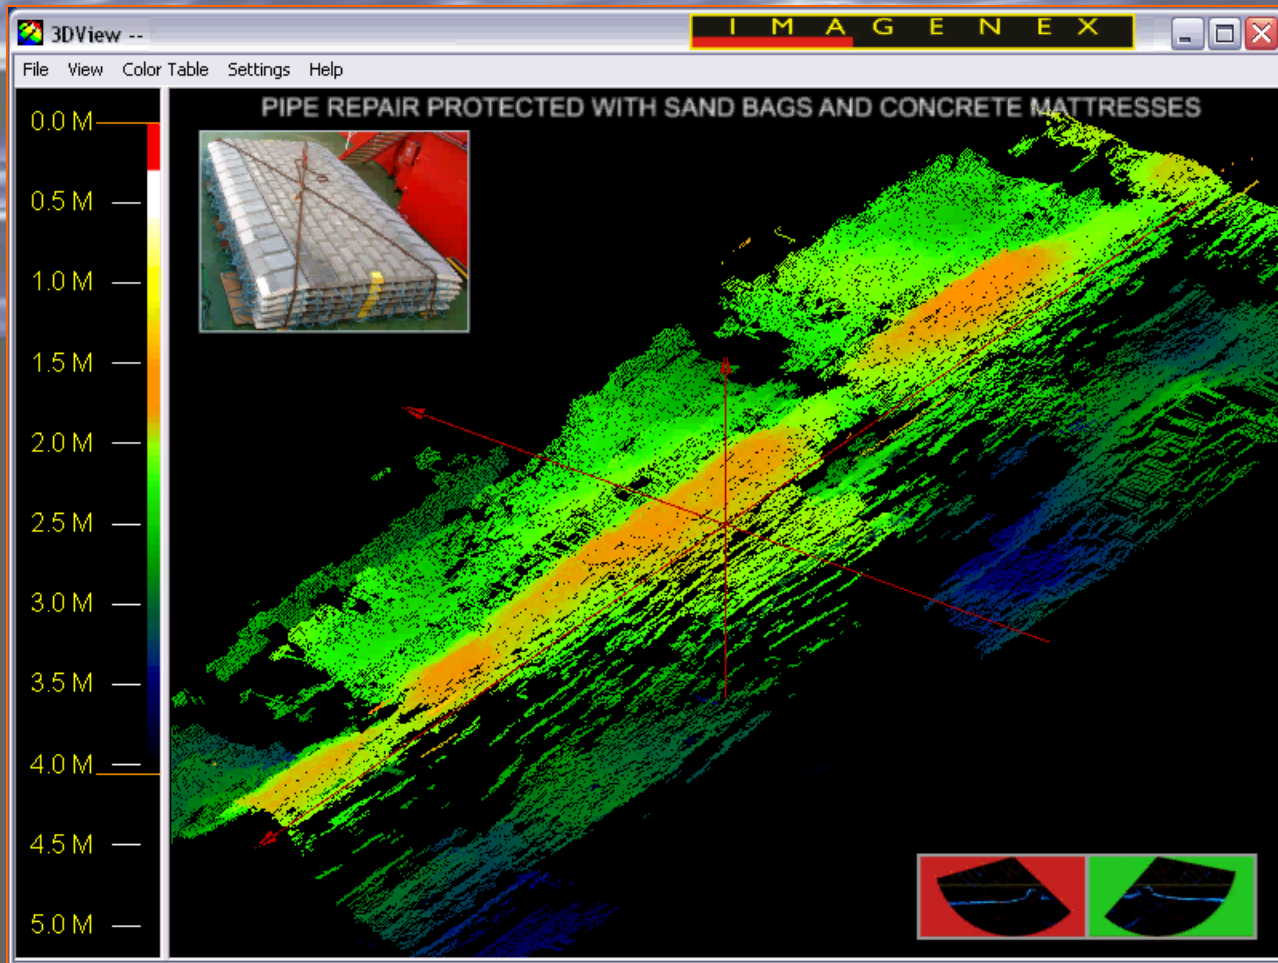 3DView --
I M A G E N E X
File View Color Table Settings Help
PIPE REPAIR PROTECTED WITH SAND BAGS AND CONCRETE MATTRESSES
0.0 M
0.5 M
1.0 M
1.5 M
2.0 M
2.5 M
3.0 M
3.5 M
4.0 M
4.5 M
5.0 M